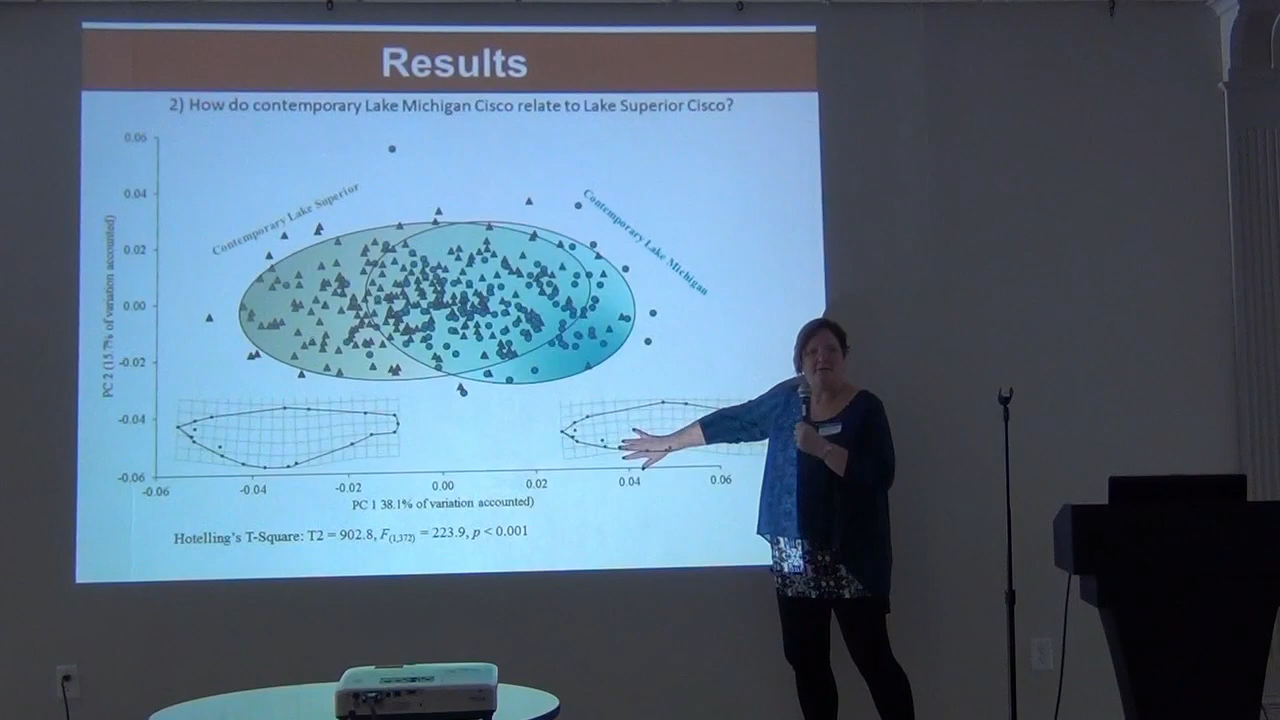 Results
2) How do contemporary Lake Michigan Cisco relate to Lake Superior Cisco?
0.06
0.04
0.02
0.00
-0.02
-0.04
-0.06
PC 2 (15.7% of variation accounted)
Contemporary Lake Superior
Contemporary Lake Michigan
-0.06
-0.04
-0.02
0.00
0.02
0.04
0.06
PC 1 38.1% of variation accounted)
Hotelling's T-Square: T2 = 902.8, F(1,372) = 223.9, p < 0.001